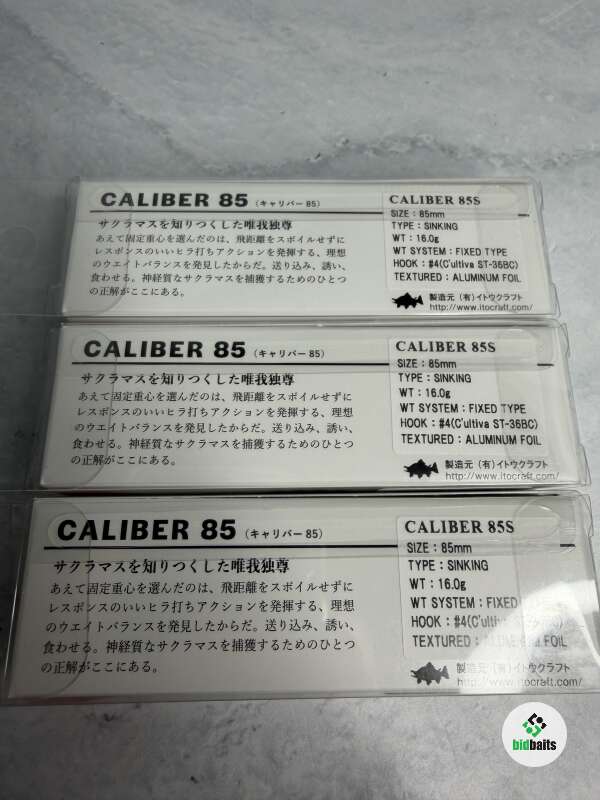 CALIBER 85 (キャリバー85)
サクラマスを知りつくした唯我独尊
あえて固定重心を選んだのは、飛距離をスポイルせずに
レスポンスのいいヒラ打ちアクションを発揮する、理想
のウエイトバランスを発見したからだ。送り込み、誘い、
食わせる。神経質なサクラマスを捕獲するためのひとつ
の正解がここにある。
CALIBER 85S
SIZE : 85mm
TYPE : SINKING
WT : 16.0g
WT SYSTEM : FIXED TYPE
HOOK : #4(C'ultiva ST-36BC)
TEXTURED : ALUMINUM FOIL
製造元 (有)イトウクラフト
http://www.itocraft.com/
CALIBER 85 (キャリバー85)
サクラマスを知りつくした唯我独尊
あえて固定重心を選んだのは、飛距離をスポイルせずに
レスポンスのいいヒラ打ちアクションを発揮する、理想
のウエイトバランスを発見したからだ。送り込み、誘い、
食わせる。神経質なサクラマスを捕獲するためのひとつ
の正解がここにある。
CALIBER 85S
SIZE : 85mm
TYPE : SINKING
WT : 16.0g
WT SYSTEM : FIXED TYPE
HOOK : #4(C'ultiva ST-36BC)
TEXTURED : ALUMINUM FOIL
製造元 (有)イトウクラフト
http://www.itocraft.com/
CALIBER 85 (キャリバー85)
サクラマスを知りつくした唯我独尊
あえて固定重心を選んだのは、飛距離をスポイルせずに
レスポンスのいいヒラ打ちアクションを発揮する、理想
のウエイトバランスを発見したからだ。送り込み、誘い、
食わせる。神経質なサクラマスを捕獲するためのひとつ
の正解がここにある。
CALIBER 85S
SIZE : 85mm
TYPE : SINKING
WT : 16.0g
WT SYSTEM : FIXED
HOOK : #4(C'ultiva
TEXTURED : FOIL
製造元 (有)イトウクラフト
http://www.itocraft.com/
bidbaits